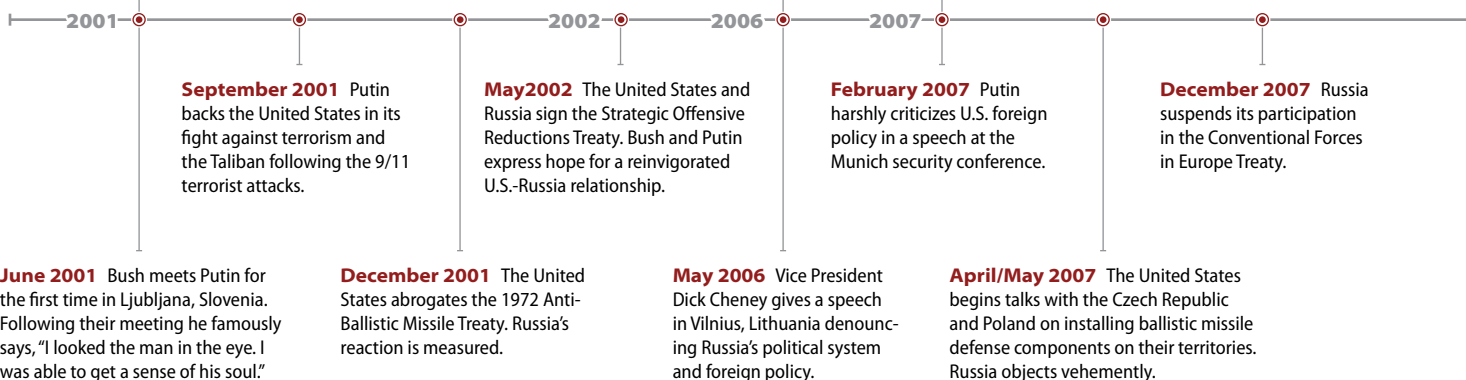 2001
2002
2006
2007
September 2001 Putin
backs the United States in its
fight against terrorism and
the Taliban following the 9/11
terrorist attacks.
May2002 The United States and
Russia sign the Strategic Offensive
Reductions Treaty. Bush and Putin
express hope for a reinvigorated
U.S.-Russia relationship.
February 2007 Putin
harshly criticizes U.S. foreign
policy in a speech at the
Munich security conference.
December 2007 Russia
suspends its participation
in the Conventional Forces
in Europe Treaty.
June 2001 Bush meets Putin for
the first time in Ljubljana, Slovenia.
Following their meeting he famously
says, “I looked the man in the eye. I
was able to get a sense of his soul.”
December 2001 The United
States abrogates the 1972 Anti-
Ballistic Missile Treaty. Russia’s
reaction is measured.
May 2006 Vice President
Dick Cheney gives a speech
in Vilnius, Lithuania denounc-
ing Russia’s political system
and foreign policy.
April/May 2007 The United States
begins talks with the Czech Republic
and Poland on installing ballistic missile
defense components on their territories.
Russia objects vehemently.